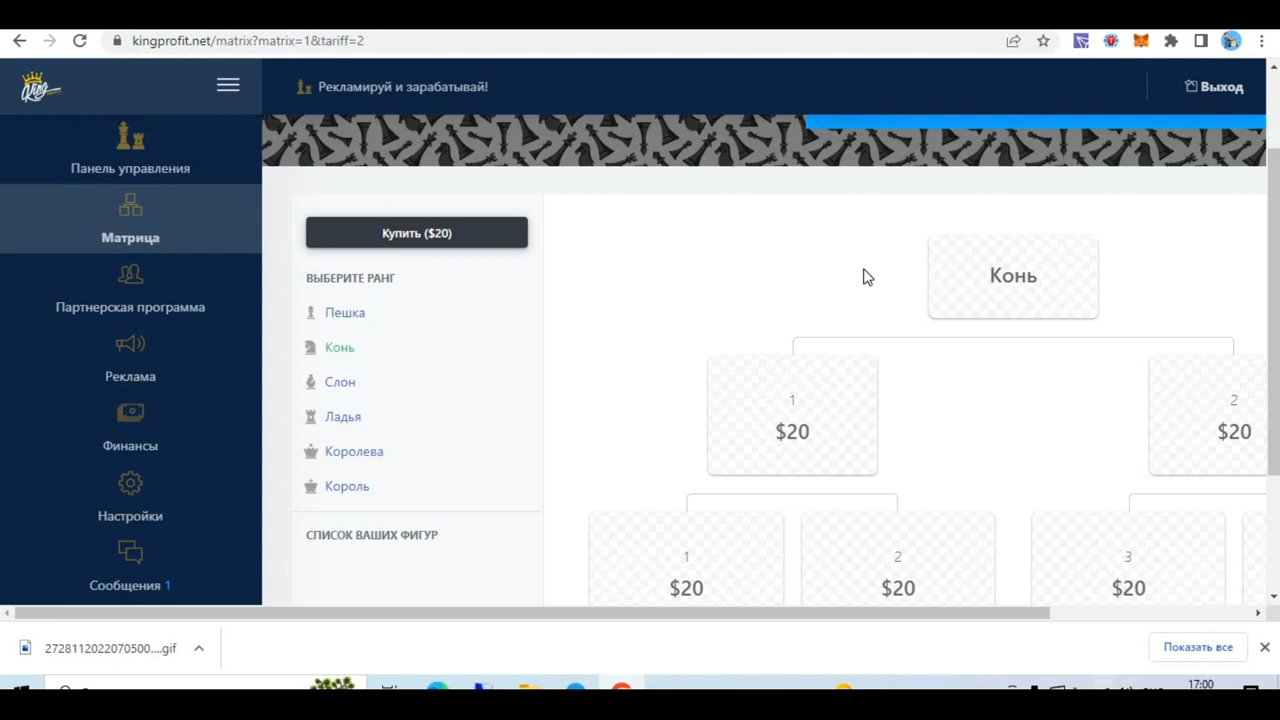 kingprofit.net/matrix?matrix=1&tariff=2
King
Рекламируй и зарабатывай!
Выход
Панель управления
Матрица
Партнерская программа
Реклама
Финансы
Настройки
Сообщения 1
Купить ($20)
ВЫБЕРИТЕ РАНГ
Пешка
Конь
Слон
Ладья
Королева
Король
СПИСОК ВАШИХ ФИГУР
Конь
1
$20
2
$20
1
$20
2
$20
3
$20
2728112022070500....gif
Показать все
17:00